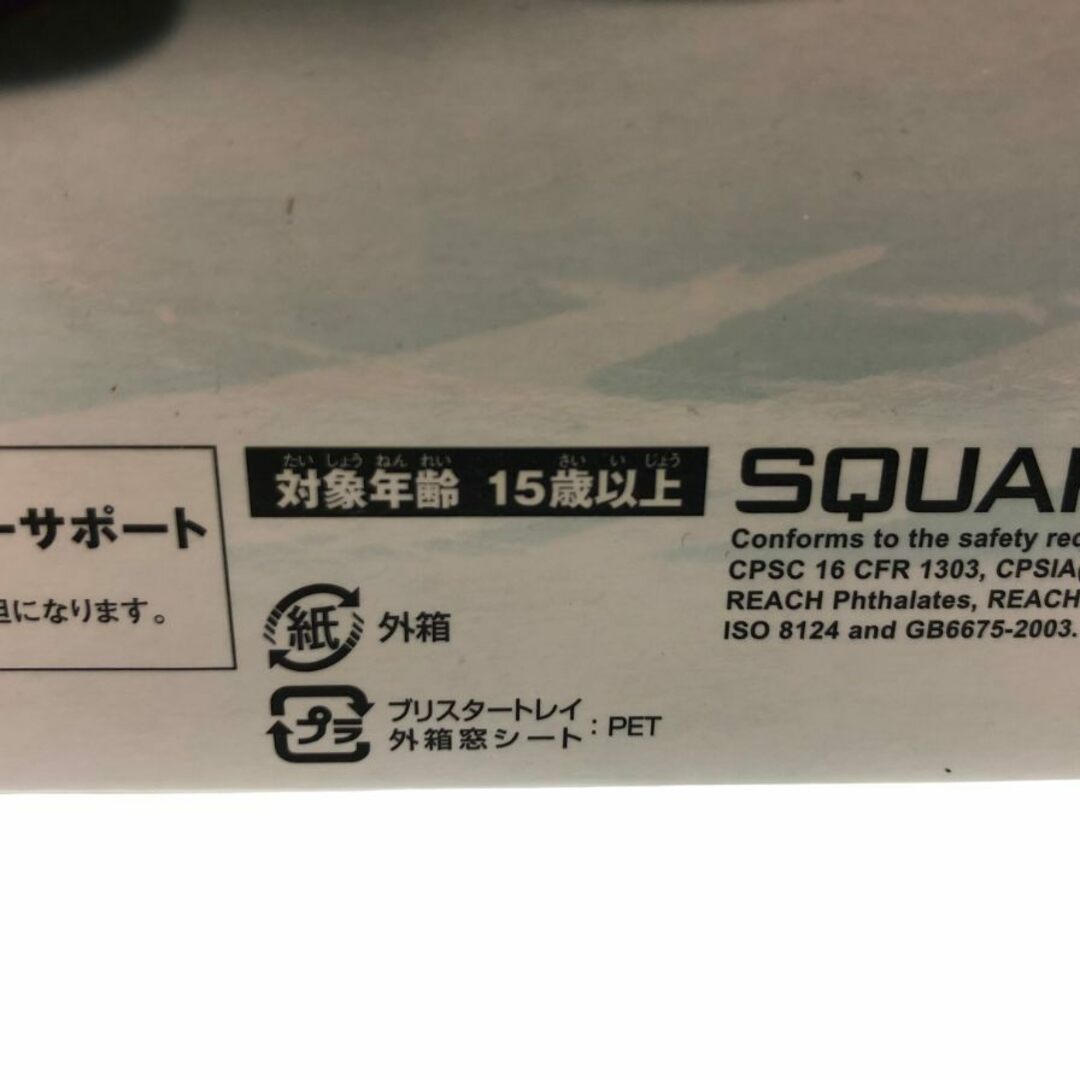 ーサポート
になります。
たいしょうねんれい さいいじょう
対象年齢 15歳以上
紙 外箱
プラ ブリスタートレイ
外箱窓シート : PET
SQUA
Conforms to the safety
CPSC 16 CFR 1303, CPSIA(
REACH Phthalates, REACH
ISO 8124 and GB6675-2003.